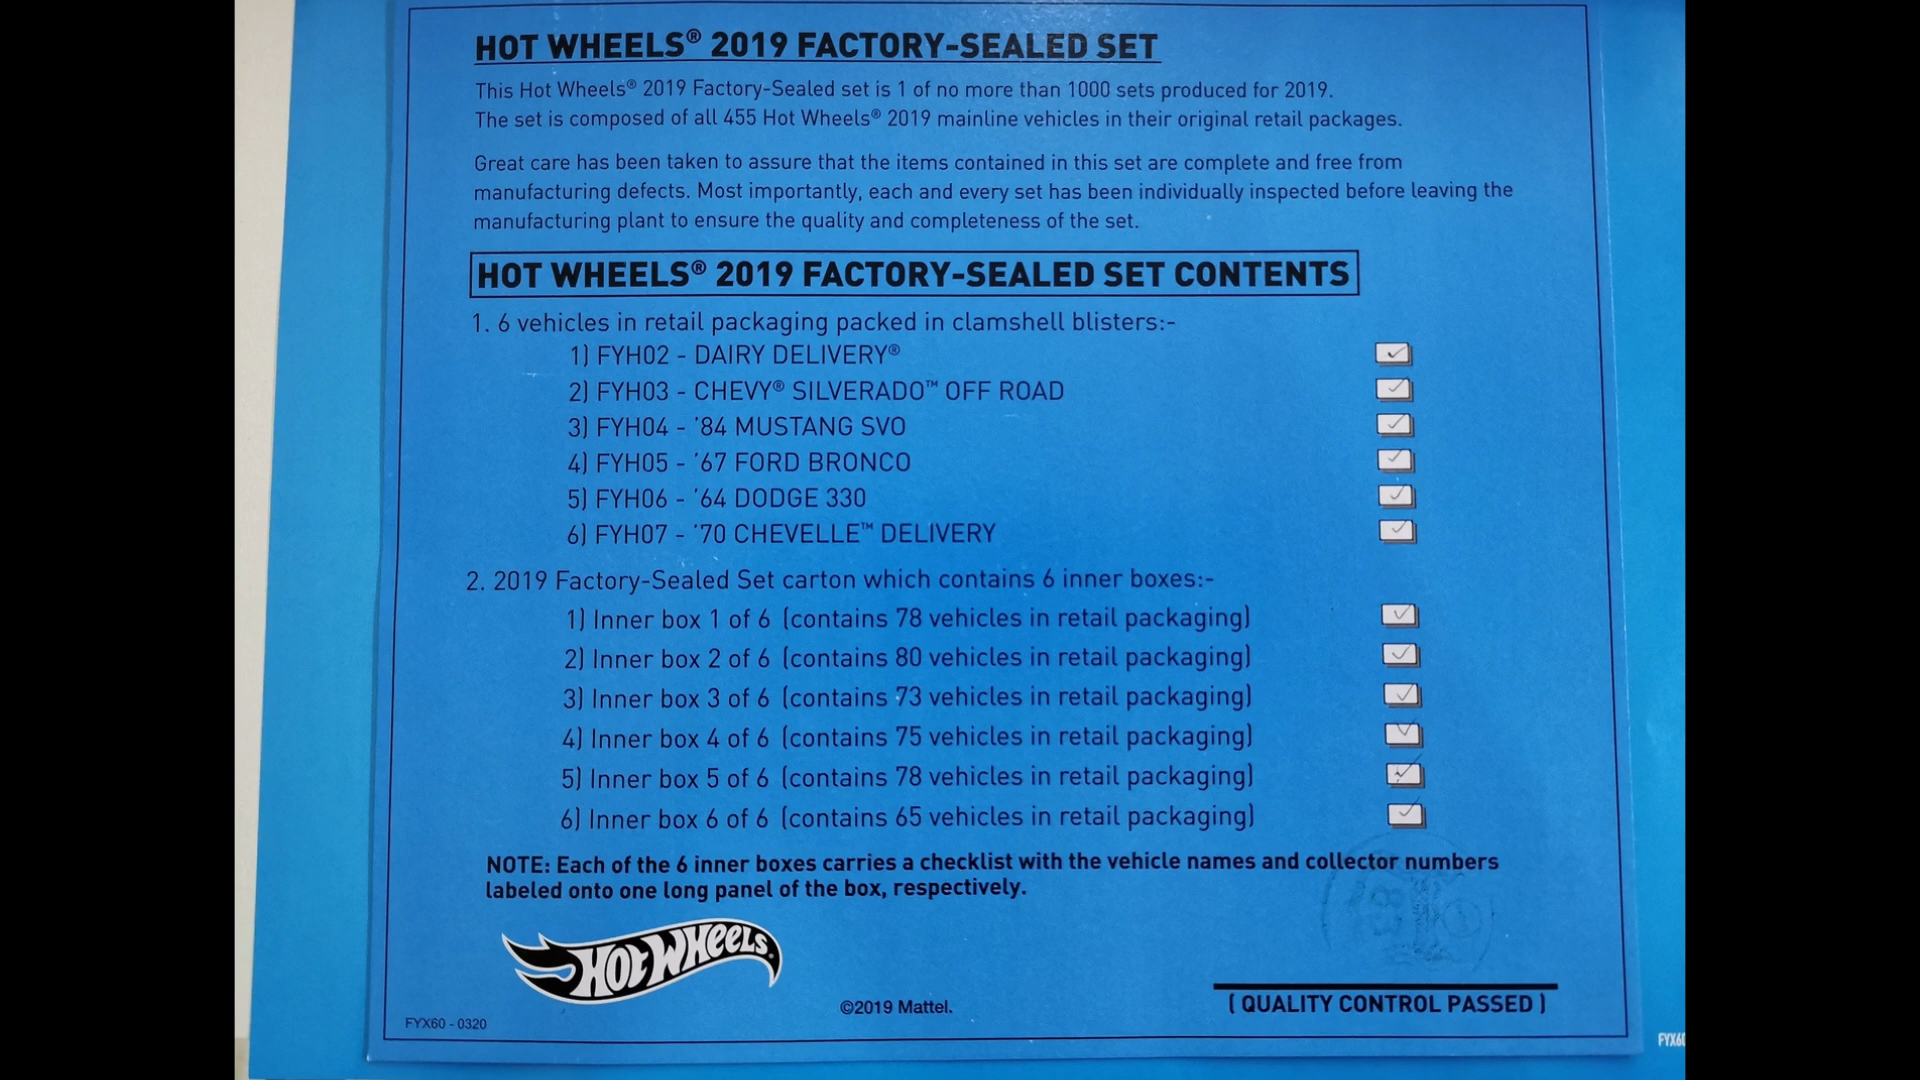 HOT WHEELS® 2019 FACTORY-SEALED SET
This Hot Wheels® 2019 Factory-Sealed set is 1 of no more than 1000 sets produced for 2019.
The set is composed of all 455 Hot Wheels® 2019 mainline vehicles in their original retail packages.
Great care has been taken to assure that the items contained in this set are complete and free from
manufacturing defects. Most importantly, each and every set has been individually inspected before leaving the
manufacturing plant to ensure the quality and completeness of the set.
HOT WHEELS® 2019 FACTORY-SEALED SET CONTENTS
1. 6 vehicles in retail packaging packed in clamshell blisters:-
1) FYH02 - DAIRY DELIVERY®
2) FYH03 - CHEVY® SILVERADO™ OFF ROAD
3) FYH04 - '84 MUSTANG SVO
4) FYH05 - '67 FORD BRONCO
5) FYH06 - '64 DODGE 330
6) FYH07 - '70 CHEVELLE™ DELIVERY
2. 2019 Factory-Sealed Set carton which contains 6 inner boxes:-
1) Inner box 1 of 6 (contains 78 vehicles in retail packaging)
2) Inner box 2 of 6 (contains 80 vehicles in retail packaging)
3) Inner box 3 of 6 (contains 73 vehicles in retail packaging)
4) Inner box 4 of 6 (contains 75 vehicles in retail packaging)
5) Inner box 5 of 6 (contains 78 vehicles in retail packaging)
6) Inner box 6 of 6 (contains 65 vehicles in retail packaging)
NOTE: Each of the 6 inner boxes carries a checklist with the vehicle names and collector numbers
labeled onto one long panel of the box, respectively.
HOT WHEELS®
©2019 Mattel.
( QUALITY CONTROL PASSED )
FYX60 - 0320
FYX60